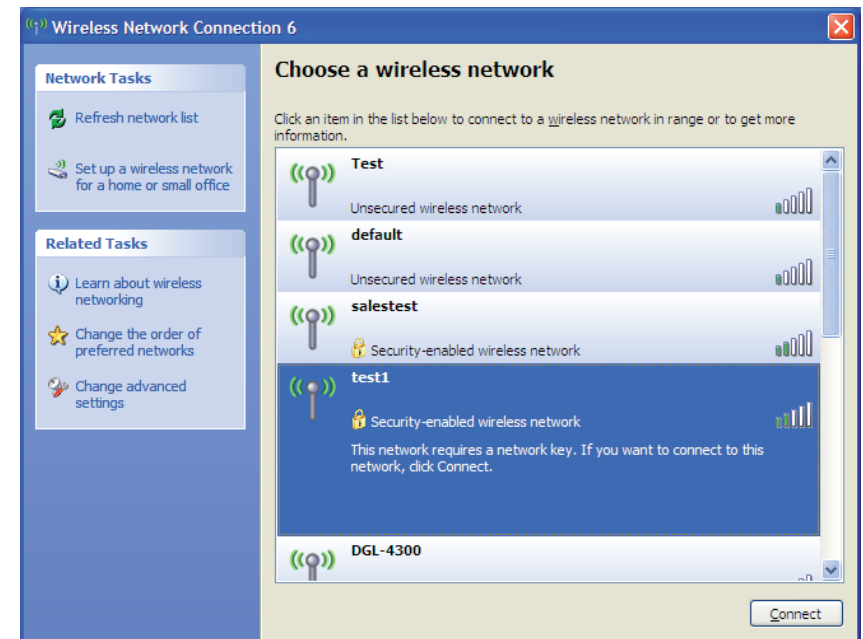 Wireless Network Connection 6
Network Tasks
Refresh network list
Set up a wireless network
for a home or small office
Related Tasks
Learn about wireless
networking
Change the order of
preferred networks
Change advanced
settings
Choose a wireless network
Click an item in the list below to connect to a wireless network in range or to get more
information.
Test
Unsecured wireless network
default
Unsecured wireless network
salestest
Security-enabled wireless network
test1
Security-enabled wireless network
This network requires a network key. If you want to connect to this
network, click Connect.
DGL-4300
Connect